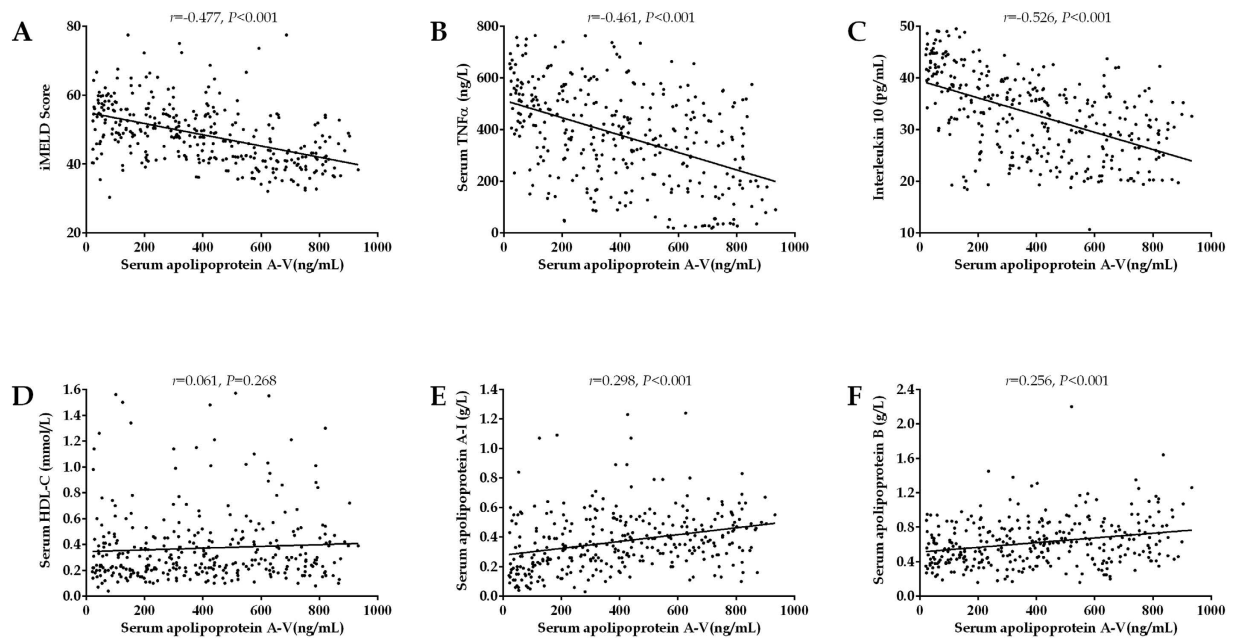 A
r=-0.477, P<0.001
iMELD Score
80
60
40
20
0 200 400 600 800 1000
Serum apolipoprotein A-V(ng/mL)
B
r=-0.461, P<0.001
Serum TNFα (ng/L)
800
600
400
200
0
0 200 400 600 800 1000
Serum apolipoprotein A-V(ng/mL)
C
r=-0.526, P<0.001
Interleukin 10 (pg/mL)
50
40
30
20
10
0 200 400 600 800 1000
Serum apolipoprotein A-V(ng/mL)
D
r=0.061, P=0.268
Serum HDL-C (mmol/L)
1.6
1.4
1.2
1.0
0.8
0.6
0.4
0.2
0.0
0 200 400 600 800 1000
Serum apolipoprotein A-V(ng/mL)
E
r=0.298, P<0.001
Serum apolipoprotein A-I (g/L)
1.4
1.2
1.0
0.8
0.6
0.4
0.2
0.0
0 200 400 600 800 1000
Serum apolipoprotein A-V(ng/mL)
F
r=0.256, P<0.001
Serum apolipoprotein B (g/L)
2.4
2.0
1.6
1.2
0.8
0.4
0.0
0 200 400 600 800 1000
Serum apolipoprotein A-V(ng/mL)